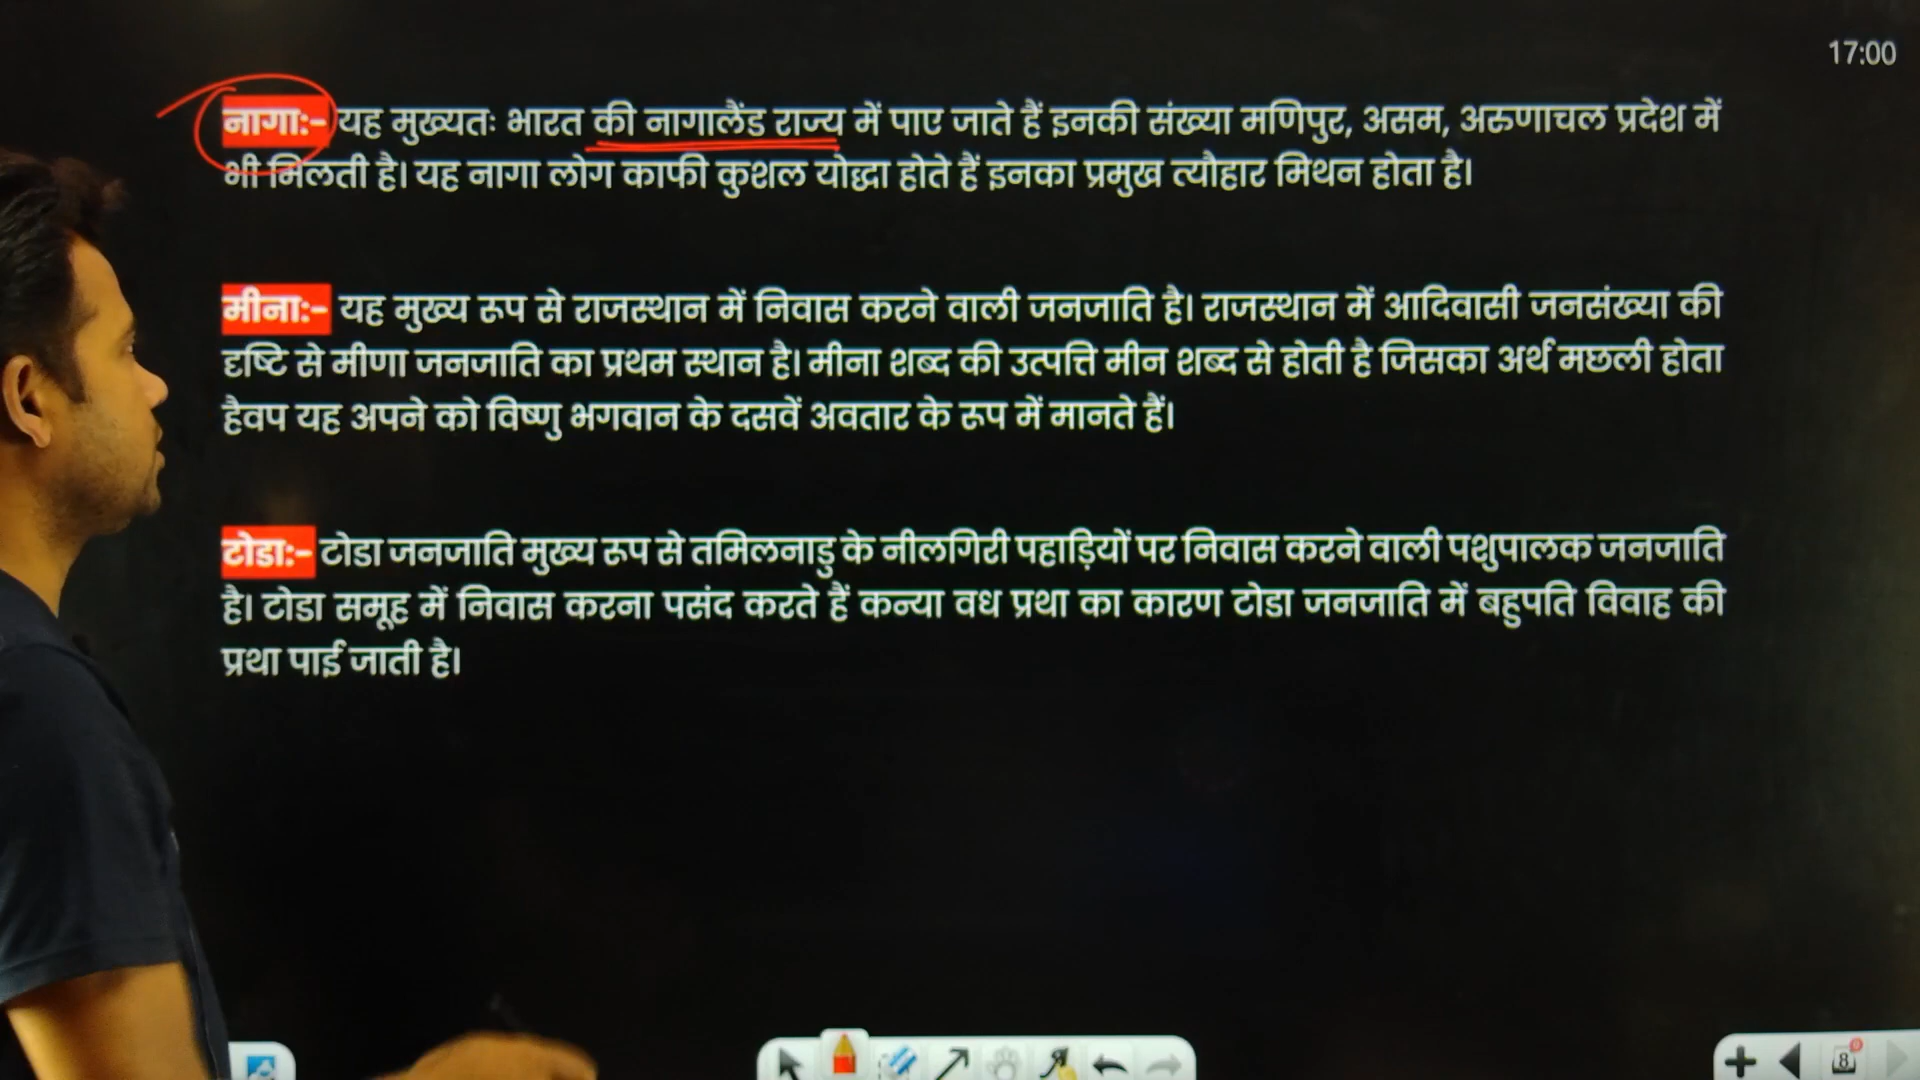 17:00
नागा:- यह मुख्यतः भारत की नागालैंड राज्य में पाए जाते हैं इनकी संख्या मणिपुर, असम, अरुणाचल प्रदेश में
भी मिलती है। यह नागा लोग काफी कुशल योद्धा होते हैं इनका प्रमुख त्यौहार मिथन होता है।
मीना:- यह मुख्य रूप से राजस्थान में निवास करने वाली जनजाति है। राजस्थान में आदिवासी जनसंख्या की
दृष्टि से मीणा जनजाति का प्रथम स्थान है। मीना शब्द की उत्पत्ति मीन शब्द से होती है जिसका अर्थ मछली होता
हैवप यह अपने को विष्णु भगवान के दसवें अवतार के रूप में मानते हैं।
टोडा:- टोडा जनजाति मुख्य रूप से तमिलनाडु के नीलगिरी पहाड़ियों पर निवास करने वाली पशुपालक जनजाति
है। टोडा समूह में निवास करना पसंद करते हैं कन्या वध प्रथा का कारण टोडा जनजाति में बहुपति विवाह की
प्रथा पाई जाती है।
8